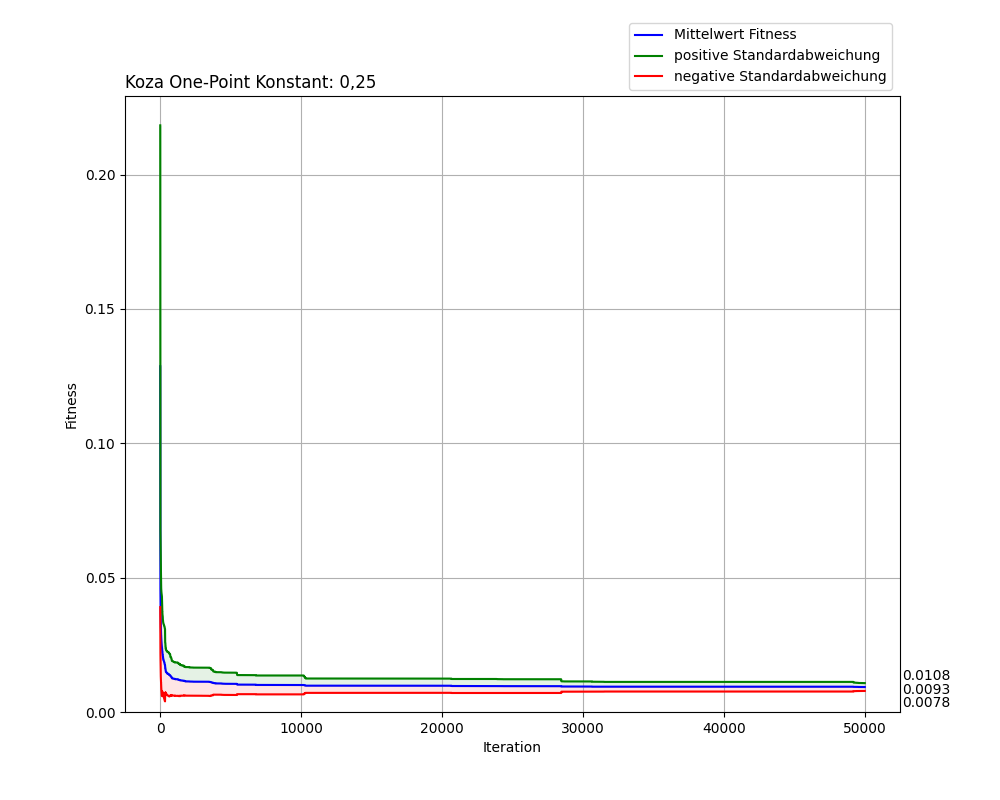 Mittelwert Fitness
positive Standardabweichung
negative Standardabweichung
Koza One-Point Konstant: 0,25
0.20
0.15
0.10
0.05
0.00
Fitness
0.0108
0.0093
0.0078
0 10000 20000 30000 40000 50000
Iteration